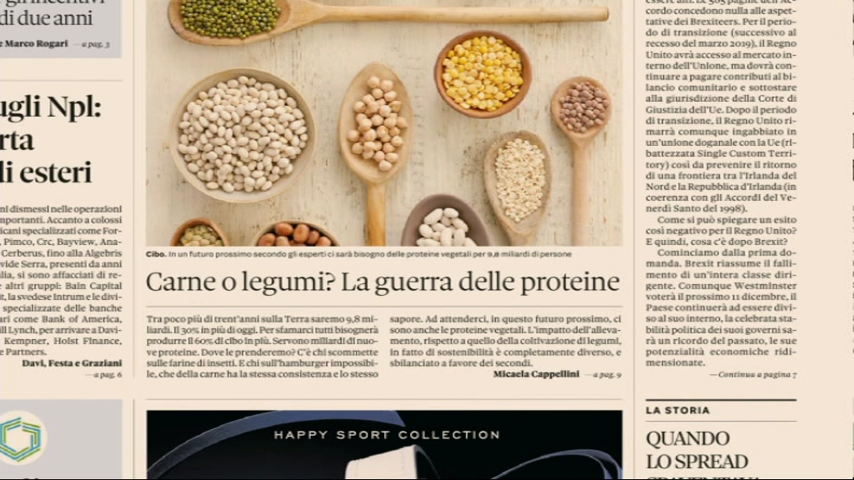 di due anni
e Marco Rogari —a pag. 3
ugli Npl:
rta
li esteri
ni dismessi nelle operazioni
mportanti. Accanto a colossi
icani specializzati come For-
, Pimco, Crc, Bayview, Ana-
Cerberus, fino alla Algebris
vide Serra, presenti da anni
alia, si sono affacciati di re-
e altri gruppi: Bain Capital
it, la svedese Intrum e le divi-
specializzate delle banche
ari come Bank of America,
ll Lynch, per arrivare a Davi-
Kempner, Hoist Finance,
e Partners.
Davi, Festa e Graziani
—a pag. 6
Cibo. In un futuro prossimo secondo gli esperti ci sarà bisogno delle proteine vegetali per 9,8 miliardi di persone
Carne o legumi? La guerra delle proteine
Tra poco più di trent'anni sulla Terra saremo 9,8 mi-
liardi. Il 30% in più di oggi. Per sfamarci tutti bisognerà
produrre il 60% di cibo in più. Servono miliardi di nuo-
ve proteine. Dove le prenderemo? C'è chi scommette
sulle farine di insetti. E chi sull'hamburger impossibi-
le, che della carne ha la stessa consistenza e lo stesso
sapore. Ad attenderci, in questo futuro prossimo, ci
sono anche le proteine vegetali. L'impatto dell'alleva-
mento, rispetto a quello della coltivazione di legumi,
in fatto di sostenibilità è completamente diverso, e
sbilanciato a favore dei secondi.
Micaela Cappellini —a pag. 9
HAPPY SPORT COLLECTION
cordo concedono nulla alle aspet-
tative dei Brexiteers. Per il perio-
do di transizione (successivo al
recesso del marzo 2019), il Regno
Unito avrà accesso al mercato in-
terno dell'Unione, ma dovrà con-
tinuare a pagare contributi al bi-
lancio comunitario e sottostare
alla giurisdizione della Corte di
Giustizia dell'Ue. Dopo il periodo
di transizione, il Regno Unito ri-
marrà comunque ingabbiato in
un'unione doganale con la Ue (ri-
battezzata Single Custom Terri-
tory) così da prevenire il ritorno
di una frontiera tra l'Irlanda del
Nord e la Repubblica d'Irlanda (in
coerenza con gli Accordi del Ve-
nerdì Santo del 1998).
Come si può spiegare un esito
così negativo per il Regno Unito?
E quindi, cosa c'è dopo Brexit?
Cominciamo dalla prima do-
manda. Brexit riassume il falli-
mento di un'intera classe diri-
gente. Comunque Westminster
voterà il prossimo 11 dicembre, il
Paese continuerà ad essere divi-
so al suo interno, la celebrata sta-
bilità politica dei suoi governi sa-
rà un ricordo del passato, le sue
potenzialità economiche ridi-
mensionate.
—Continua a pagina 7
LA STORIA
QUANDO
LO SPREAD